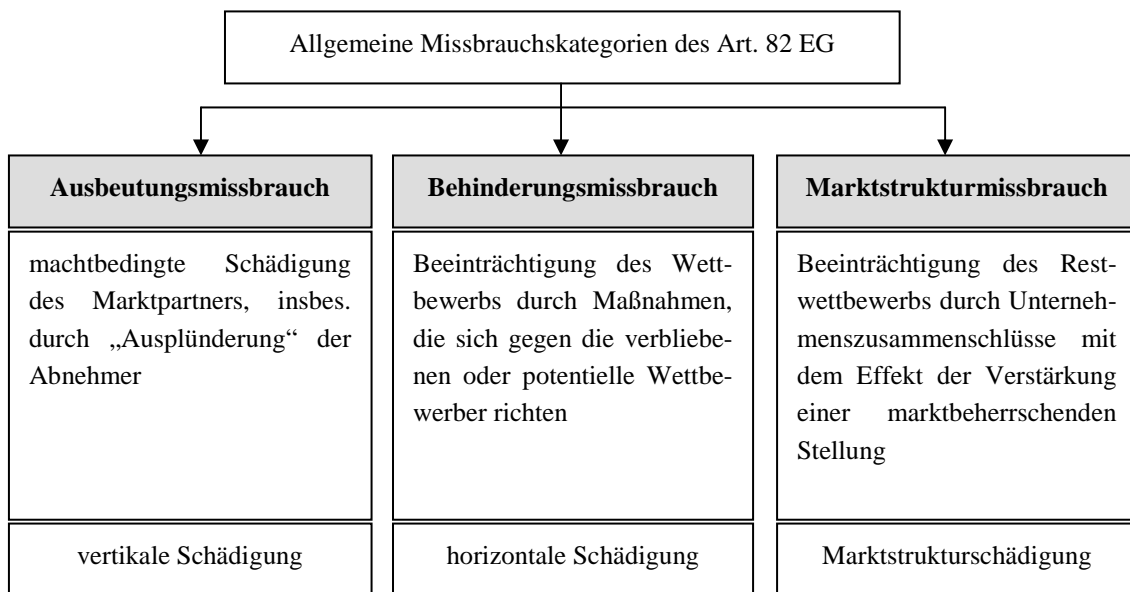 Allgemeine Missbrauchskategorien des Art. 82 EG
Ausbeutungsmissbrauch
machtbedingte Schädigung
des Marktpartners, insbes.
durch „Ausplünderung“ der
Abnehmer
vertikale Schädigung
Behinderungsmissbrauch
Beeinträchtigung des Wett-
bewerbs durch Maßnahmen,
die sich gegen die verbliebe-
nen oder potentielle Wettbe-
werber richten
horizontale Schädigung
Marktstrukturmissbrauch
Beeinträchtigung des Rest-
wettbewerbs durch Unterneh-
menszusammenschlüsse mit
dem Effekt der Verstärkung
einer marktbeherrschenden
Stellung
Marktstrukturschädigung